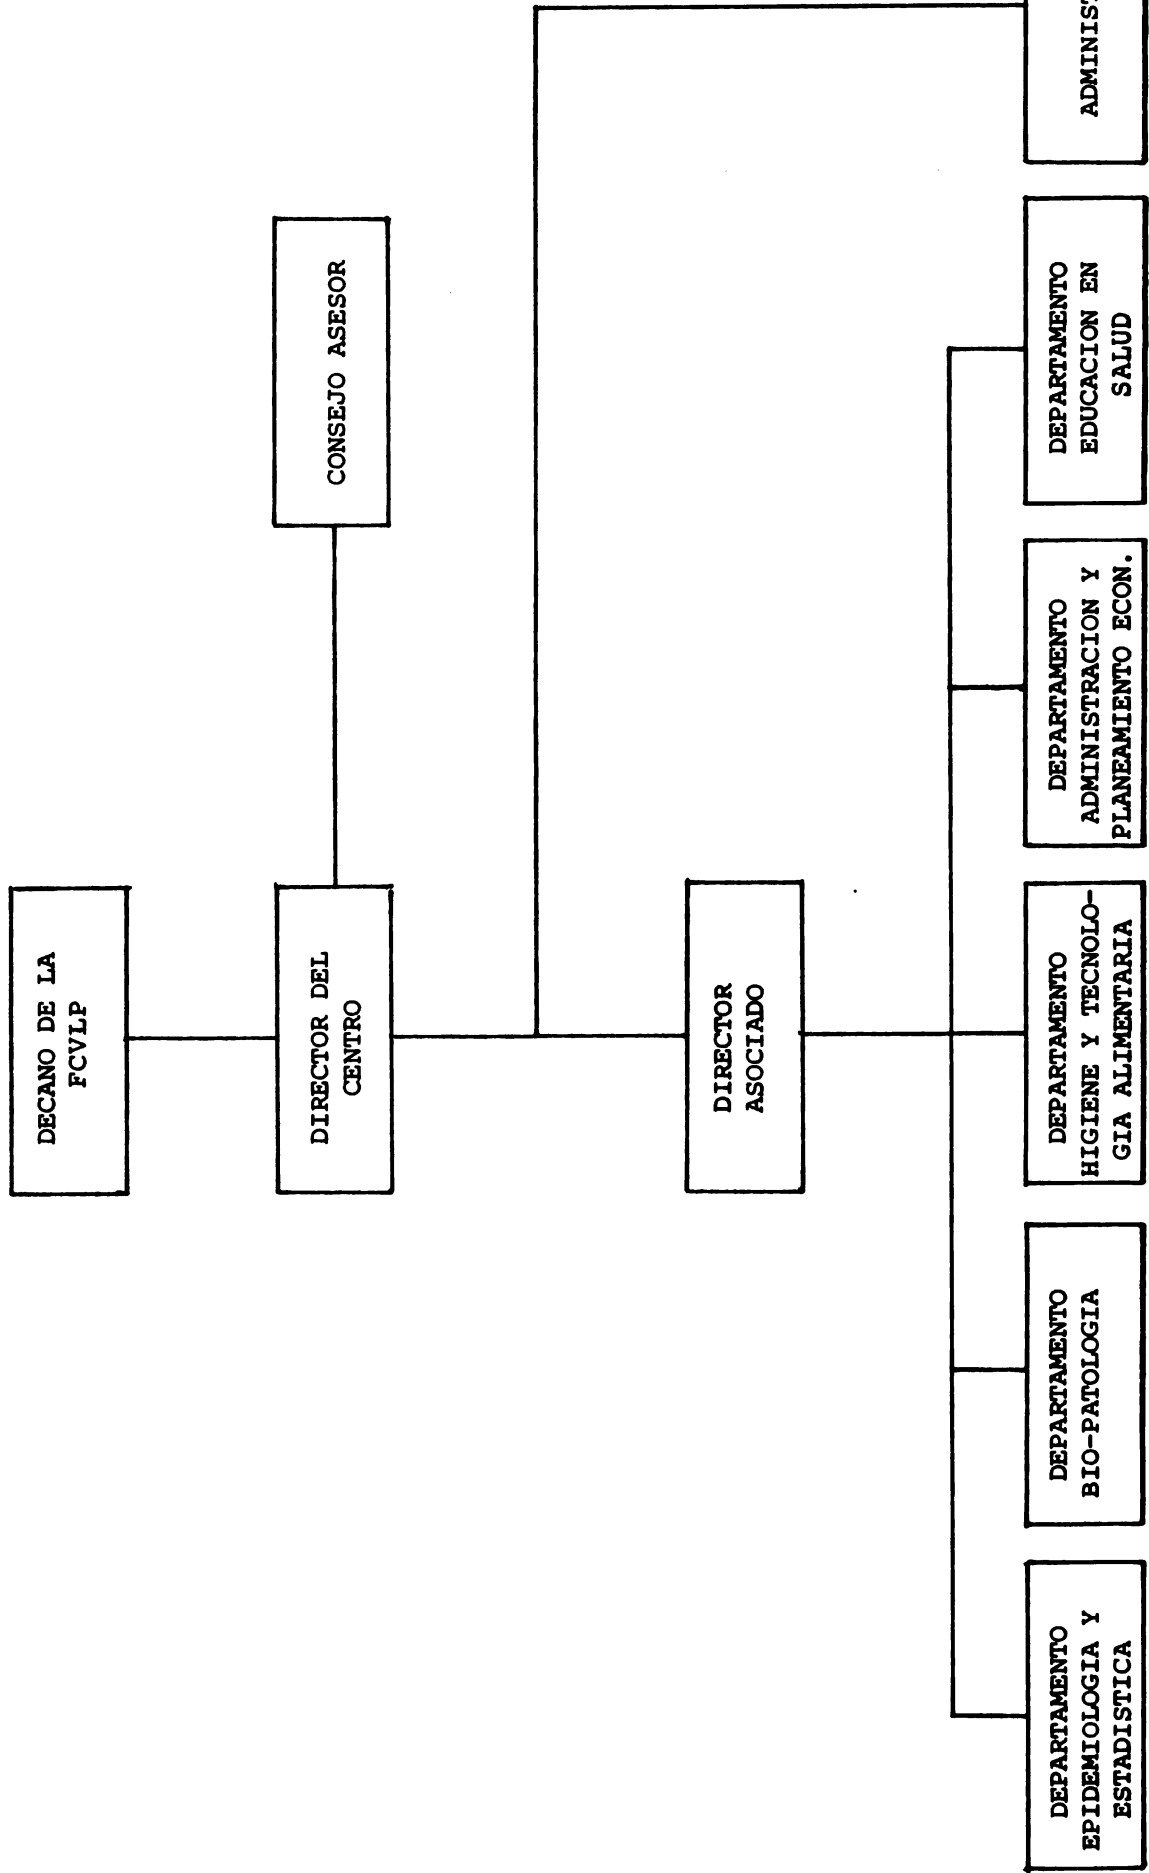 DECANO DE LA
FCVLP
DIRECTOR DEL
CENTRO
CONSEJO ASESOR
DIRECTOR
ASOCIADO
DEPARTAMENTO
EPIDEMIOLOGIA Y
ESTADISTICA
DEPARTAMENTO
BIO-PATOLOGIA
DEPARTAMENTO
HIGIENE Y TECNOLO-
GIA ALIMENTARIA
DEPARTAMENTO
ADMINISTRACION Y
PLANEAMIENTO ECON.
DEPARTAMENTO
EDUCACION EN
SALUD